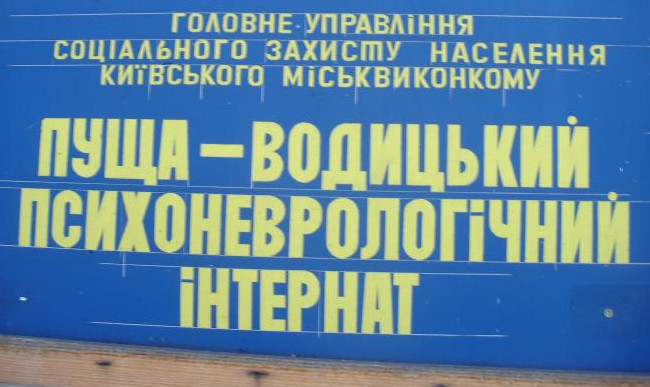 ГОЛОВНЕ УПРАВЛІННЯ
СОЦІАЛЬНОГО ЗАХИСТУ НАСЕЛЕННЯ
КИЇВСЬКОГО МІСЬКВИКОНКОМУ
ПУЩА – ВОДИЦЬКИЙ
ПСИХОНЕВРОЛОГІЧНИЙ
ІНТЕРНАТ